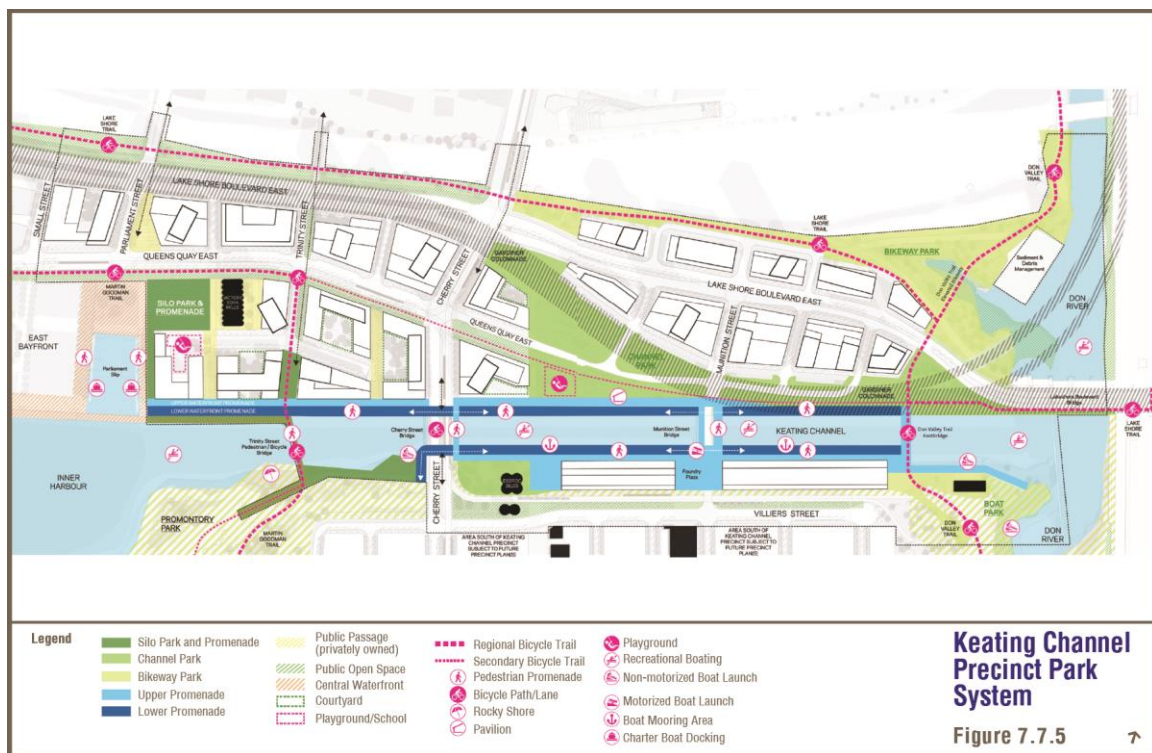 LAKE
SHORE
TRAIL
SMALL STREET
PARLIAMENT STREET
LAKE SHORE BOULEVARD EAST
TRINITY STREET
QUEENS QUAY EAST
CHERRY STREET
GARDINER
COLONNADE
LAKE
SHORE
TRAIL
BIKEWAY PARK
DON
VALLEY
TRAIL
Sediment &
Debris
Management
DON
RIVER
MARTIN
GOODMAN
TRAIL
SILO PARK &
PROMENADE
EAST
BAYFRONT
Parliament
Slip
QUEENS QUAY EAST
LAKE SHORE BOULEVARD EAST
MUNITION STREET
CHANNEL
PARK
GARDINER
COLONNADE
Lakeshore Boulevard
Bridge
LAKE
SHORE
TRAIL
UPPER WATERFRONT PROMENADE
LOWER WATERFRONT PROMENADE
Trinity Street
Pedestrian / Bicycle
Bridge
Cherry Street
Bridge
Munition Street
Bridge
KEATING CHANNEL
Don Valley Trail
Footbridge
INNER
HARBOUR
PROMONTORY
PARK
MARTIN
GOODMAN
TRAIL
CHERRY STREET
Foundry
Plaza
VILLIERS STREET
BOAT
PARK
DON
VALLEY
TRAIL
DON
RIVER
AREA SOUTH OF KEATING
CHANNEL PRECINCT
SUBJECT TO FUTURE
PRECINCT PLANS
AREA SOUTH OF
KEATING CHANNEL
PRECINCT SUBJECT TO
FUTURE PRECINCT
PLANS
Legend
Silo Park and Promenade
Channel Park
Bikeway Park
Upper Promenade
Lower Promenade
Public Passage
(privately owned)
Public Open Space
Central Waterfront
Courtyard
Playground/School
Regional Bicycle Trail
Secondary Bicycle Trail
Pedestrian Promenade
Bicycle Path/Lane
Rocky Shore
Pavilion
Playground
Recreational Boating
Non-motorized Boat Launch
Motorized Boat Launch
Boat Mooring Area
Charter Boat Docking
Keating Channel
Precinct Park
System
Figure 7.7.5